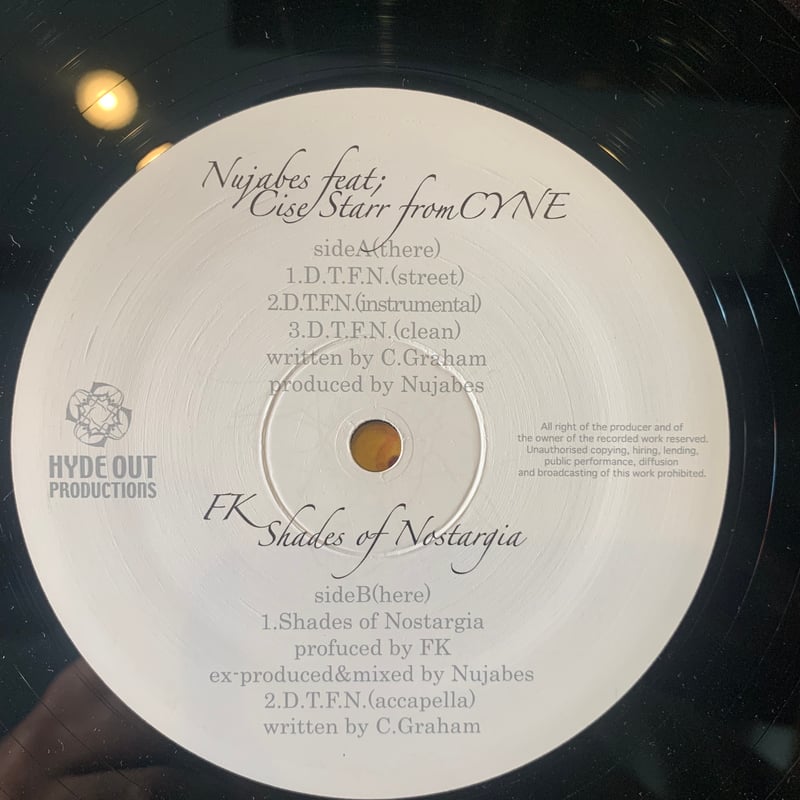 Nujabes feat;
Cise Starr from CYNE
sideA(there)
1.D.T.F.N.(street)
2.D.T.F.N.(instrumental)
3.D.T.F.N.(clean)
written by C.Graham
produced by Nujabes
HYDE OUT
PRODUCTIONS
All right of the producer and of
the owner of the recorded work reserved.
Unauthorised copying, hiring, lending,
public performance, diffusion
and broadcasting of this work prohibited.
FK
Shades of Nostargia
sideB(here)
1.Shades of Nostargia
profuced by FK
ex-produced&mixed by Nujabes
2.D.T.F.N.(accapella)
written by C.Graham